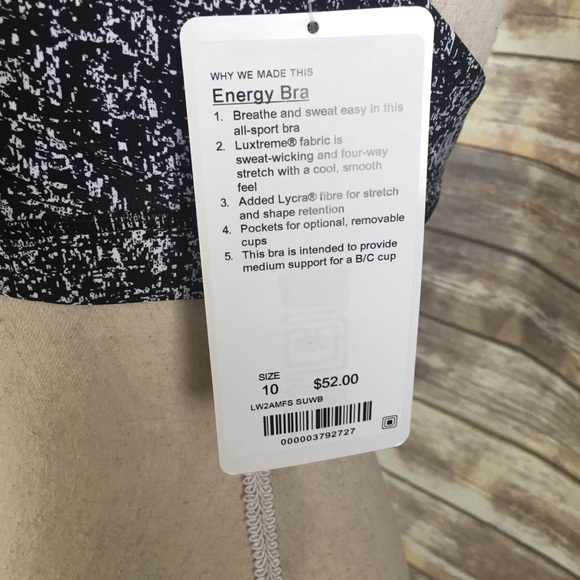 WHY WE MADE THIS
Energy Bra
1. Breathe and sweat easy in this
all-sport bra
2. Luxtreme® fabric is
sweat-wicking and four-way
stretch with a cool, smooth
feel
3. Added Lycra® fibre for stretch
and shape retention
4. Pockets for optional, removable
cups
5. This bra is intended to provide
medium support for a B/C cup
SIZE
10 $52.00
LW2AMFS SUWB
000003792727